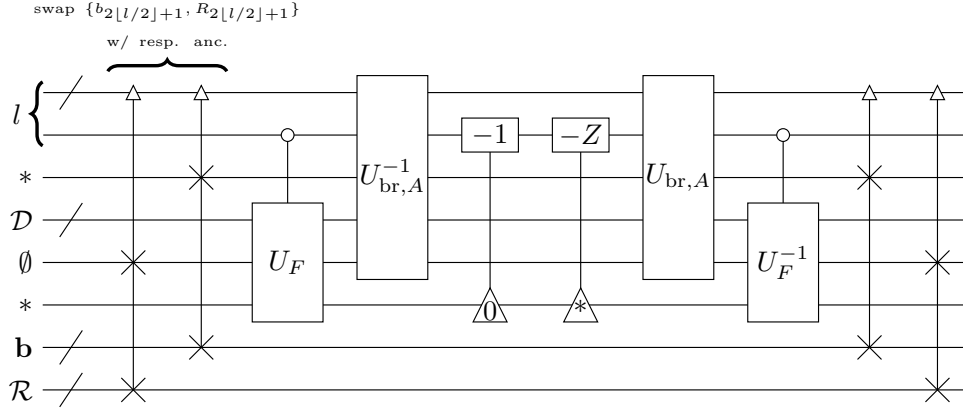 swap {b_{2⌊l/2⌋+1}, R_{2⌊l/2⌋+1}}
w/ resp. anc.
l
*
𝒟
∅
*
b
ℛ
U_F
U_{br,A}^{-1}
−1
−Z
0
*
U_{br,A}
U_F^{-1}